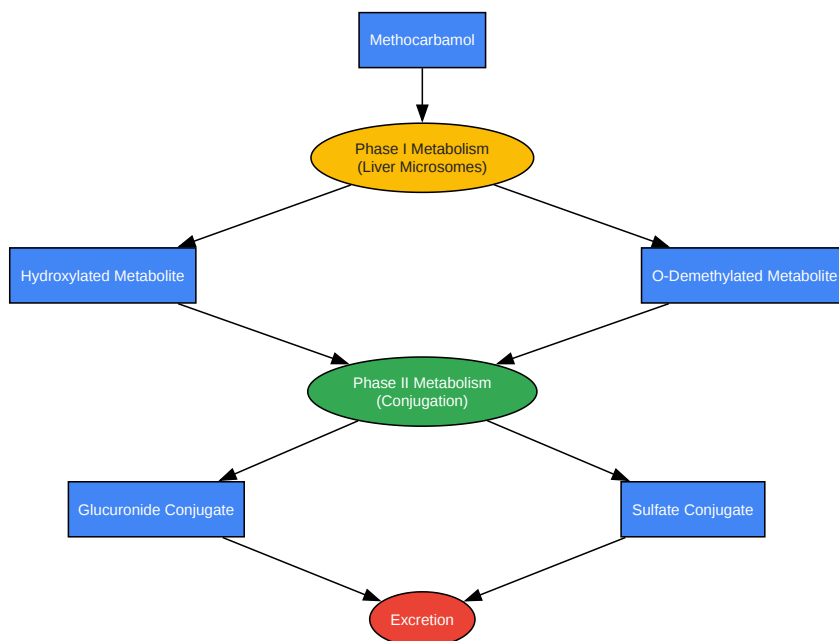 Methocarbamol
Phase I Metabolism
(Liver Microsomes)
Hydroxylated Metabolite
O-Demethylated Metabolite
Phase II Metabolism
(Conjugation)
Glucuronide Conjugate
Sulfate Conjugate
Excretion